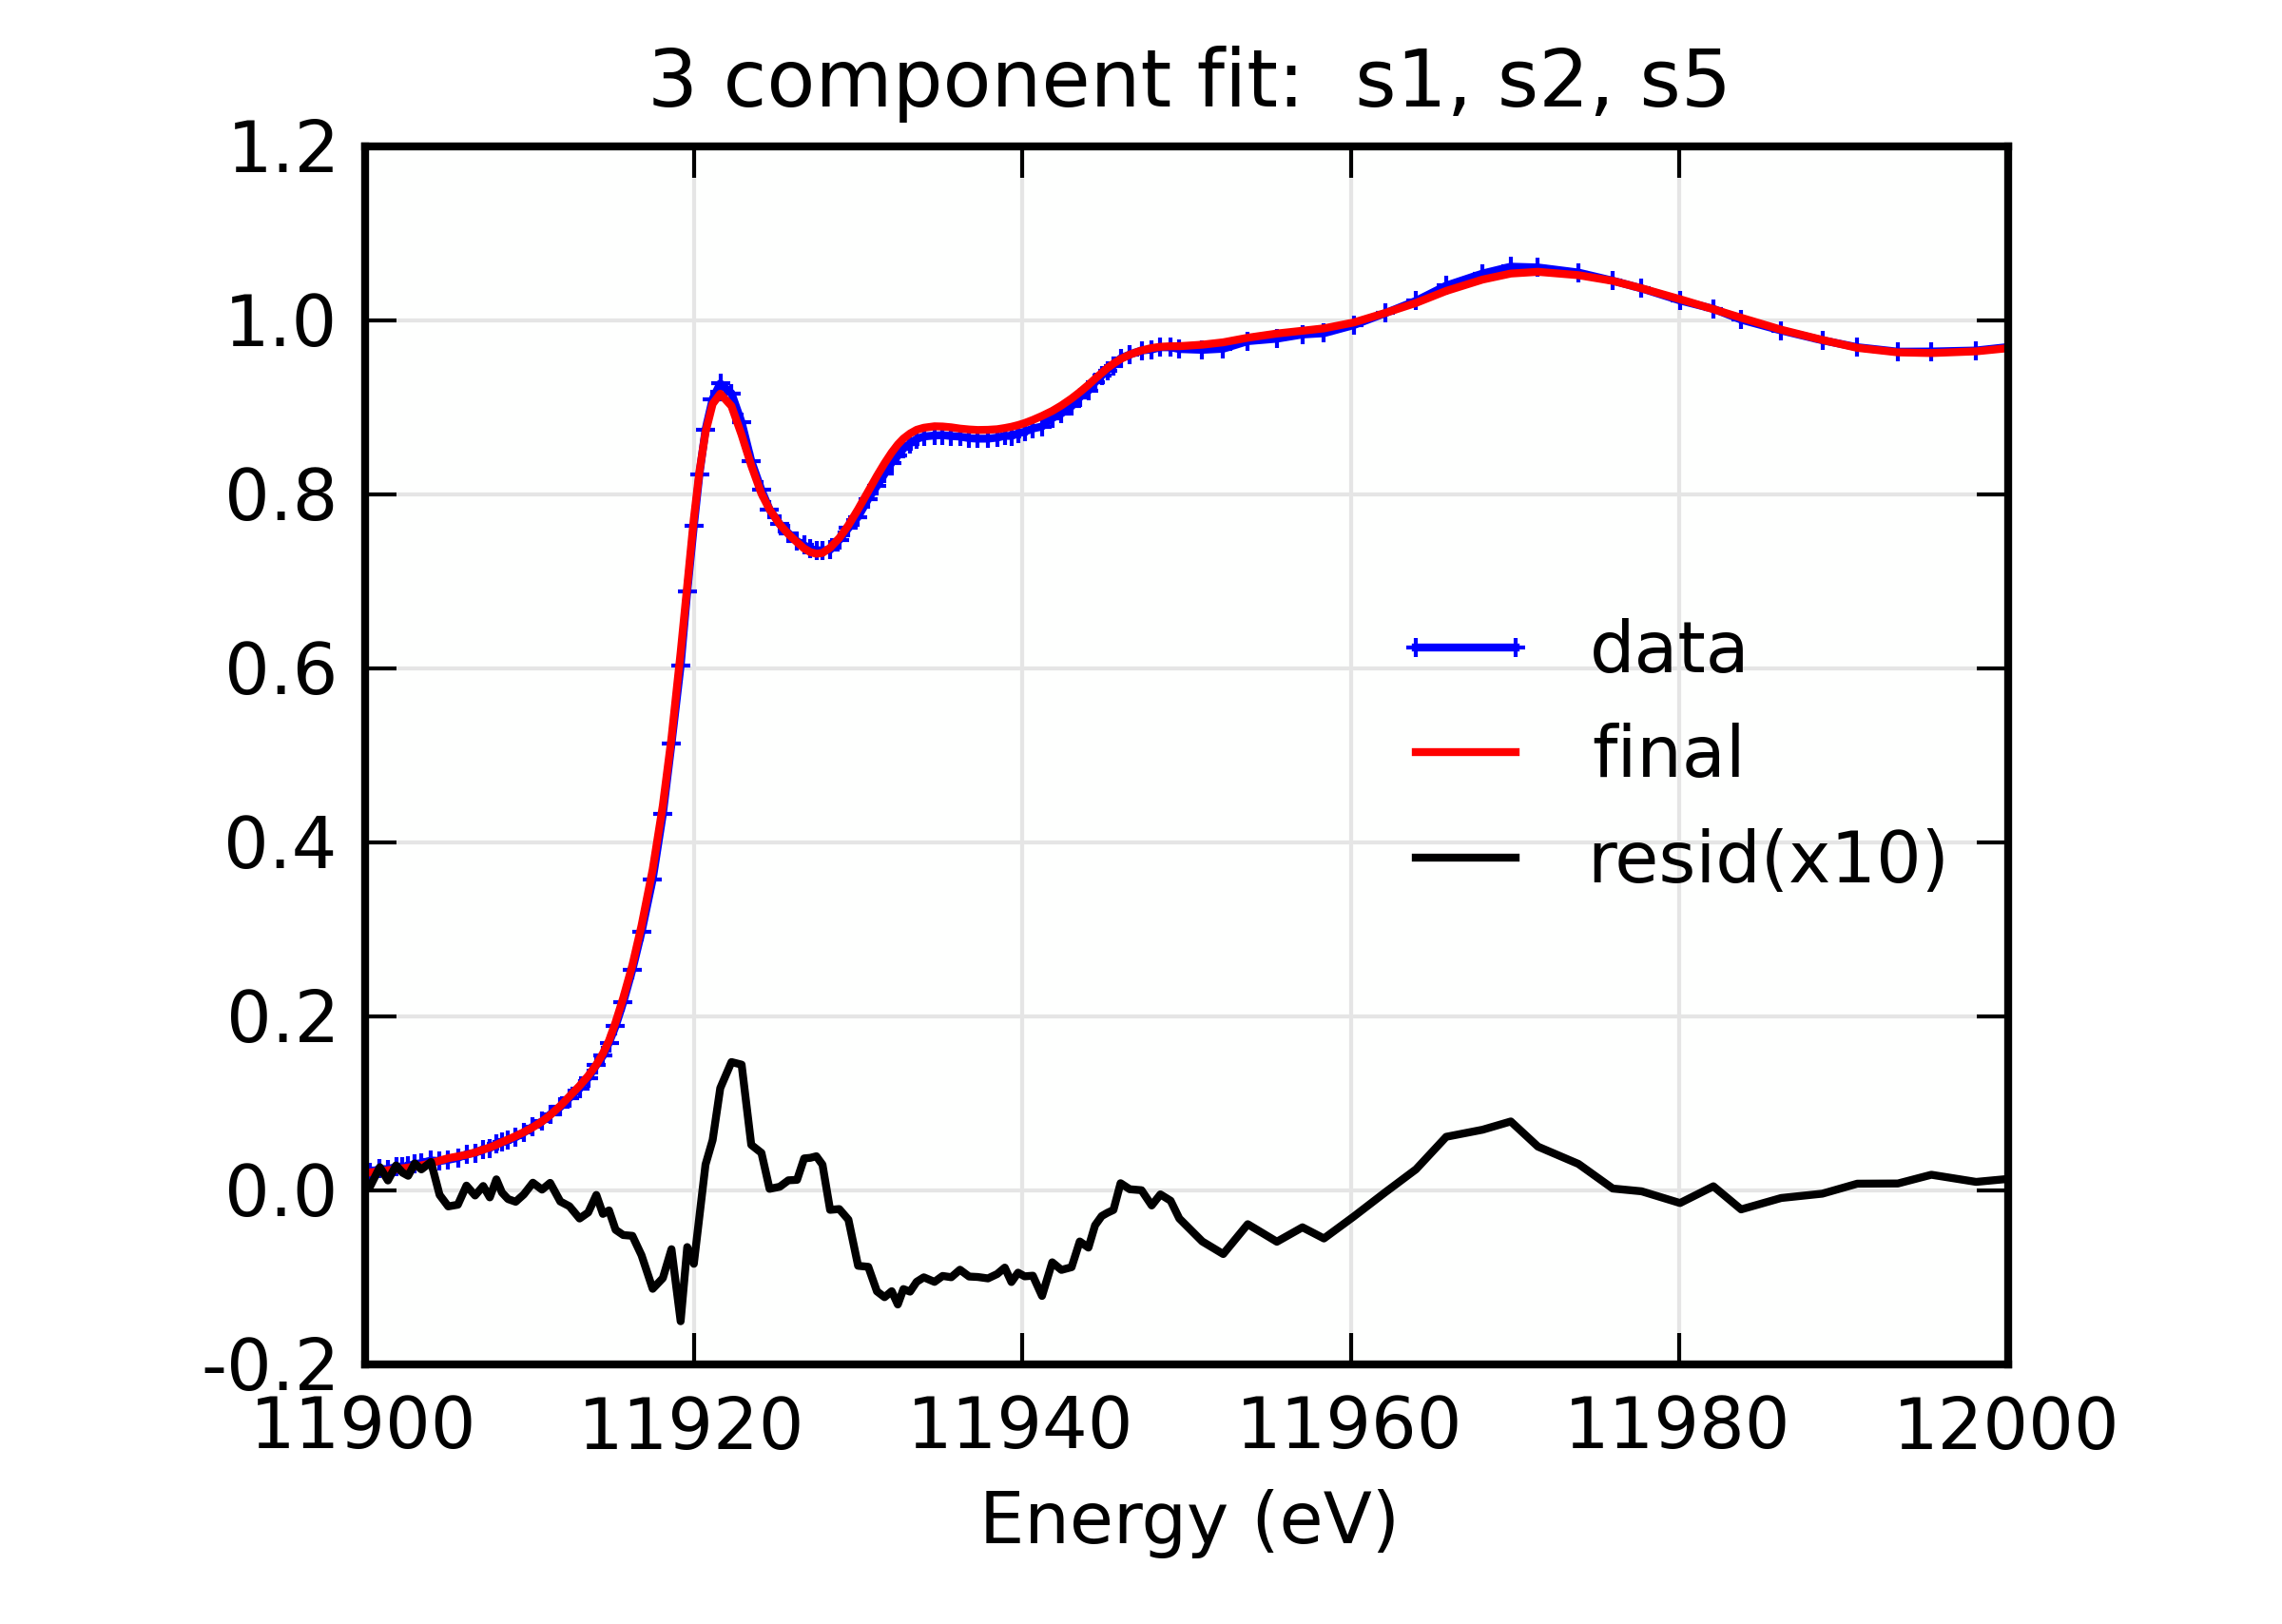 3 component fit:  s1, s2, s5
1.2
1.0
0.8
0.6
0.4
0.2
0.0
-0.2
data
final
resid(x10)
11900 11920 11940 11960 11980 12000
Energy (eV)